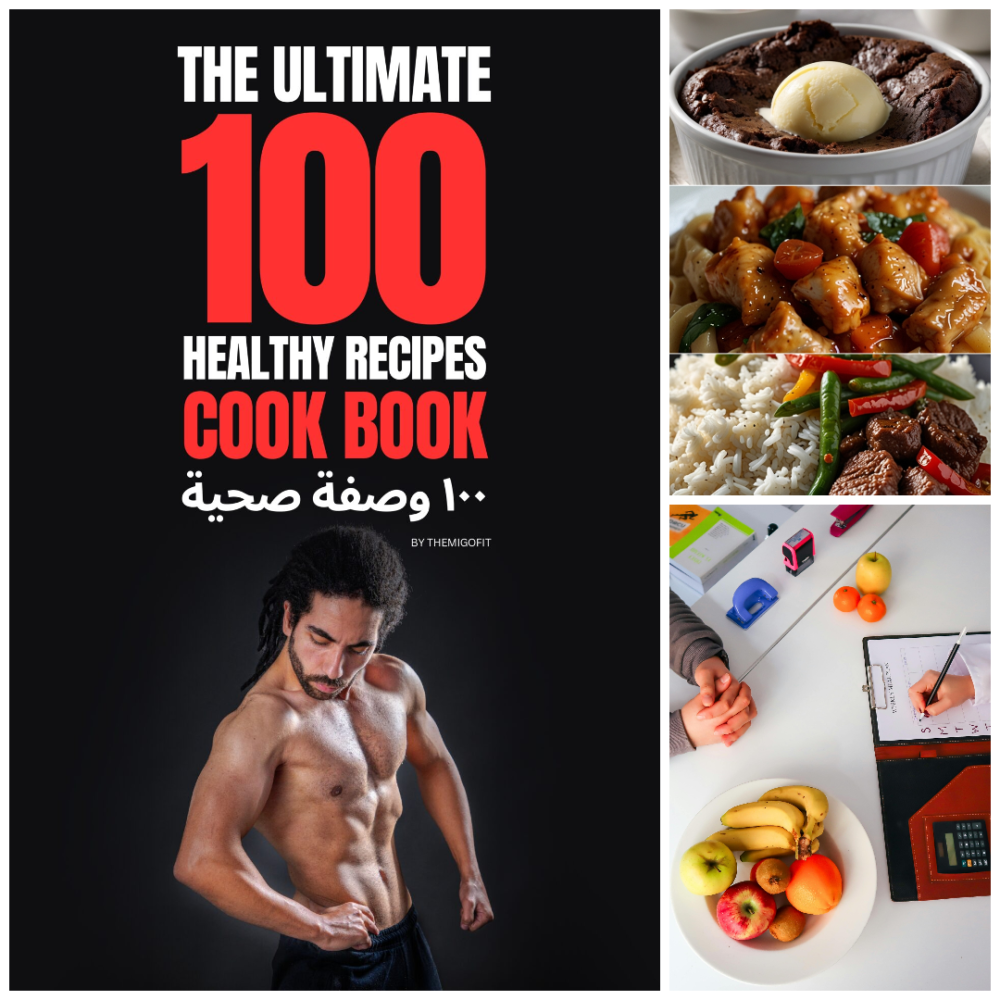 THE ULTIMATE
100
HEALTHY RECIPES
COOK BOOK
١٠٠ وصفة صحية
BY THEMIGOFIT
S
M
T
W
T